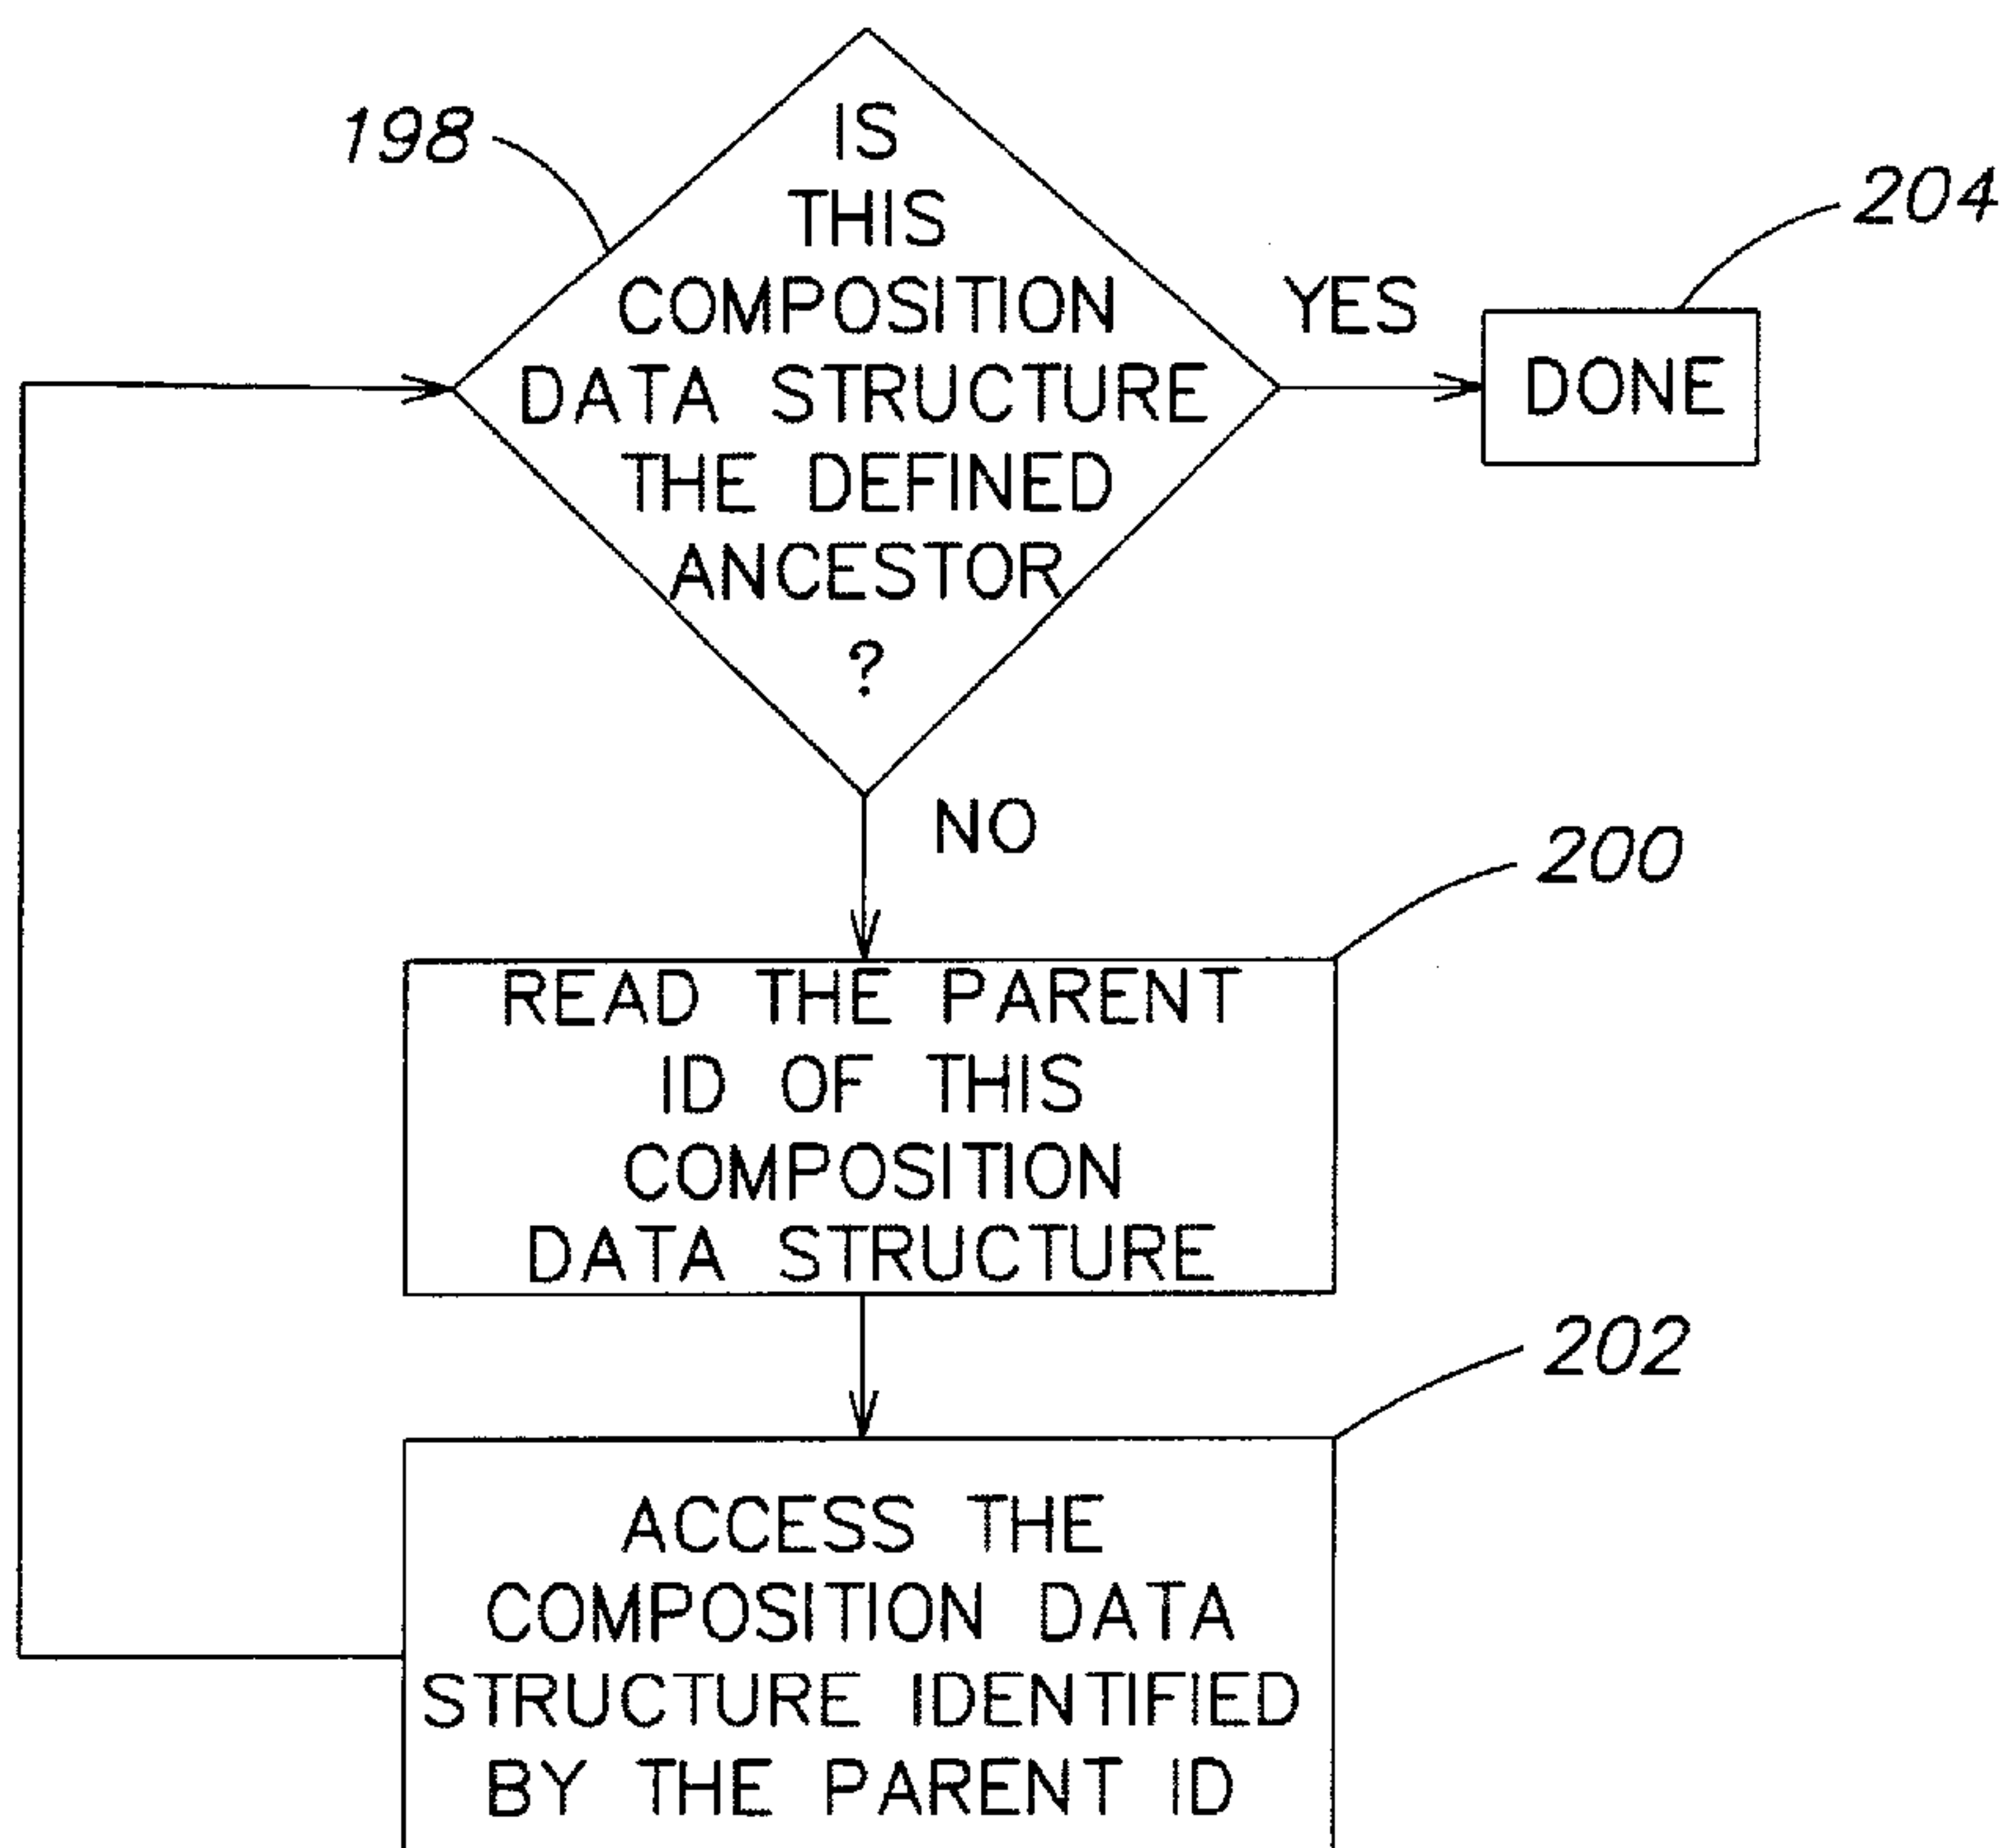 198
IS
THIS
COMPOSITION
DATA STRUCTURE
THE DEFINED
ANCESTOR
?
YES
204
DONE
NO
200
READ THE PARENT
ID OF THIS
COMPOSITION
DATA STRUCTURE
202
ACCESS THE
COMPOSITION DATA
STRUCTURE IDENTIFIED
BY THE PARENT ID